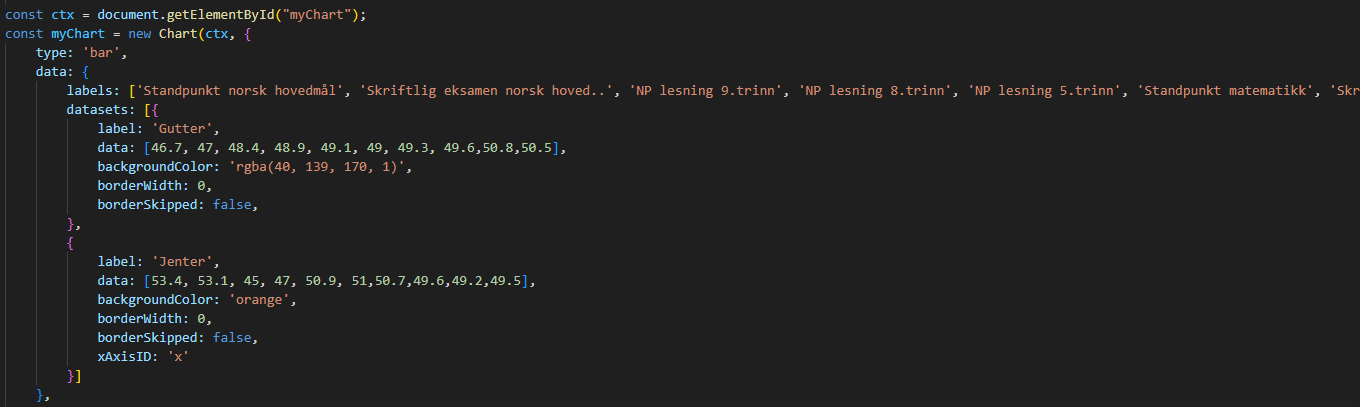 const ctx = document.getElementById("myChart");
const myChart = new Chart(ctx, {
type: 'bar',
data: {
labels: ['Standpunkt norsk hovedmål', 'Skriftlig eksamen norsk hoved..', 'NP lesning 9.trinn', 'NP lesning 8.trinn', 'NP lesning 5.trinn', 'Standpunkt matematikk', 'Skr
datasets: [{
label: 'Gutter',
data: [46.7, 47, 48.4, 48.9, 49.1, 49, 49.3, 49.6,50.8,50.5],
backgroundColor: 'rgba(40, 139, 170, 1)',
borderWidth: 0,
borderSkipped: false,
},
{
label: 'Jenter',
data: [53.4, 53.1, 45, 47, 50.9, 51,50.7,49.6,49.2,49.5],
backgroundColor: 'orange',
borderWidth: 0,
borderSkipped: false,
xAxisID: 'x'
}]
},